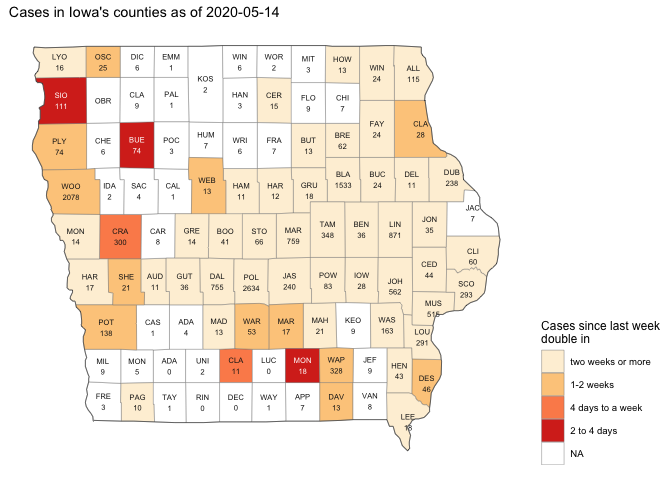 Cases in Iowa's counties as of 2020-05-14
LYO OSC DIC EMM WIN WOR MIT HOW WIN ALL
16 25 6 1 6 2 3 13 24 115
KOS
2
SIO OBR CLA PAL HAN CER FLO CHI
111 9 1 3 15 9 7
PLY CHE BUE POC HUM WRI FRA BUT BRE FAY CLA
74 6 74 3 7 6 7 13 62 24 28
WOO IDA SAC CAL WEB HAM HAR GRU BLA BUC DEL DUB
2078 2 4 1 13 11 12 18 1533 24 11 238
JAC
7
MON CRA CAR GRE BOO STO MAR TAM BEN LIN JON
14 300 8 14 41 66 759 348 36 871 35
CLI
60
HAR SHE AUD GUT DAL POL JAS POW IOW JOH CED
17 21 11 36 755 2634 240 83 28 562 44
SCO
293
MUS
515
POT CAS ADA MAD WAR MAR MAH KEO WAS LOU
138 1 4 13 53 17 21 9 163 291
MIL MON ADA UNI CLA LUC MON WAP JEF HEN DES
9 5 0 2 11 0 18 328 9 43 46
FRE PAG TAY RIN DEC WAY APP DAV VAN LEE
3 10 1 0 0 1 7 13 8
Cases since last week
double in
two weeks or more
1-2 weeks
4 days to a week
2 to 4 days
NA